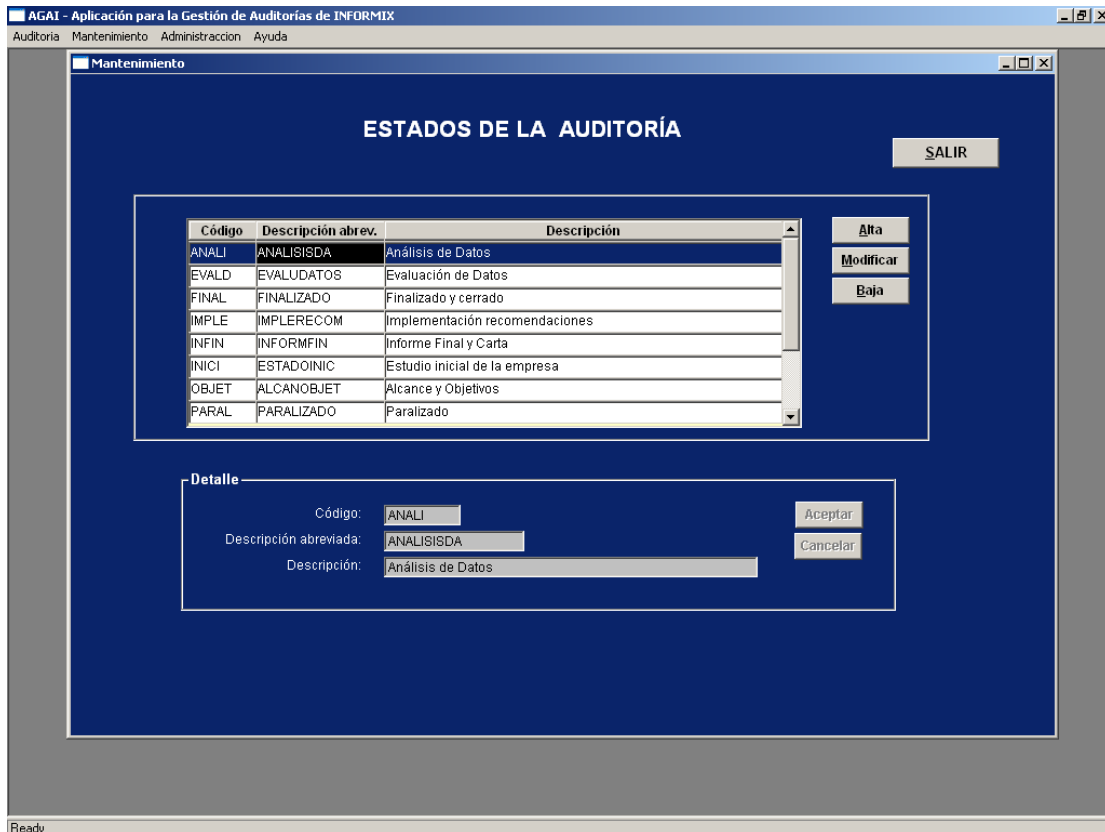 AGAI - Aplicación para la Gestión de Auditorías de INFORMIX
Auditoria Mantenimiento Administraccion Ayuda
Mantenimiento
ESTADOS DE LA AUDITORÍA
SALIR
Código Descripción abrev. Descripción
ANALI ANALISISDA Análisis de Datos
EVALD EVALUDATOS Evaluación de Datos
FINAL FINALIZADO Finalizado y cerrado
IMPLE IMPLERECOM Implementación recomendaciones
INFIN INFORMFIN Informe Final y Carta
INICI ESTADOINIC Estudio inicial de la empresa
OBJET ALCANOBJET Alcance y Objetivos
PARAL PARALIZADO Paralizado
Alta
Modificar
Baja
Detalle
Código: ANALI
Descripción abreviada: ANALISISDA
Descripción: Análisis de Datos
Aceptar
Cancelar
Ready